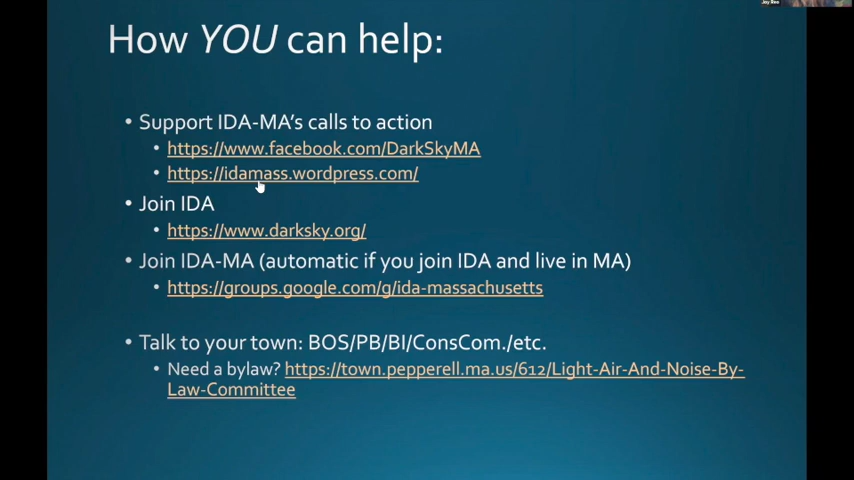 Jay Rea
How YOU can help:
• Support IDA-MA's calls to action
• https://www.facebook.com/DarkSkyMA
• https://idamass.wordpress.com/
• Join IDA
• https://www.darksky.org/
• Join IDA-MA (automatic if you join IDA and live in MA)
• https://groups.google.com/g/ida-massachusetts
• Talk to your town: BOS/PB/BI/ConsCom./etc.
• Need a bylaw? https://town.pepperell.ma.us/612/Light-Air-And-Noise-By-
Law-Committee